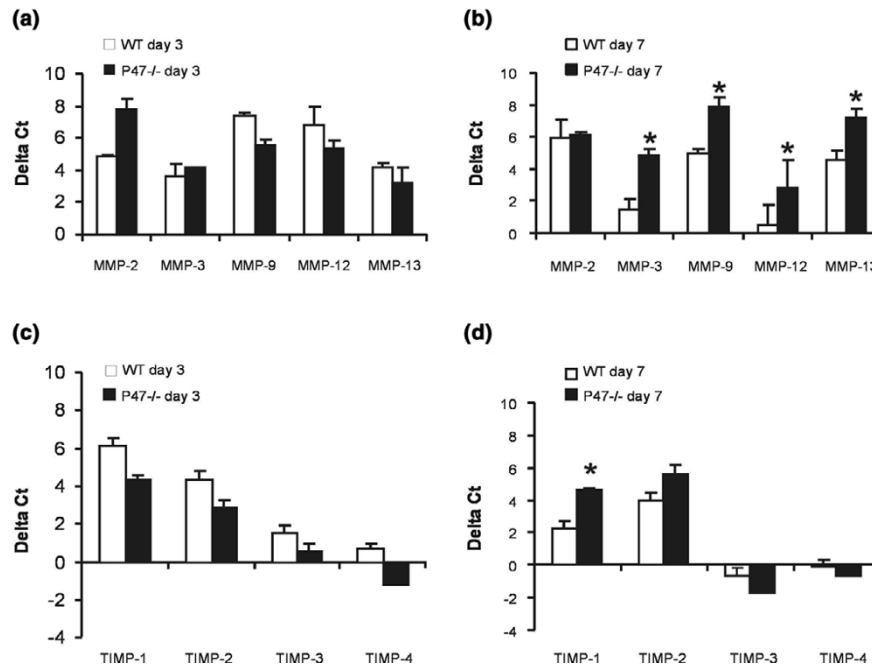 (a)
WT day 3
P47-/- day 3
Delta Ct
10
8
6
4
2
0
MMP-2 MMP-3 MMP-9 MMP-12 MMP-13
(b)
WT day 7
P47-/- day 7
Delta Ct
10
8
6
4
2
0
* * * *
MMP-2 MMP-3 MMP-9 MMP-12 MMP-13
(c)
WT day 3
P47-/- day 3
Delta Ct
10
8
6
4
2
0
-2
-4
TIMP-1 TIMP-2 TIMP-3 TIMP-4
(d)
WT day 7
P47-/- day 7
Delta Ct
10
8
6
4
2
0
-2
-4
*
TIMP-1 TIMP-2 TIMP-3 TIMP-4